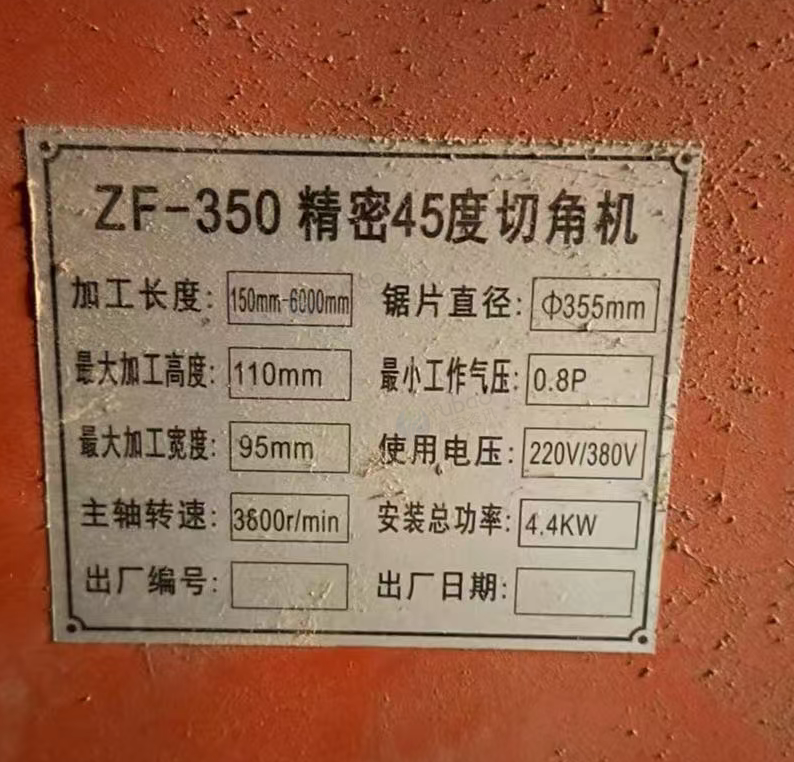 ZF-350 精密45度切角机
加工长度: 150mm-6000mm 锯片直径: Φ355mm
最大加工高度: 110mm 最小工作气压: 0.8P
最大加工宽度: 95mm 使用电压: 220V/380V
主轴转速: 3600r/min 安装总功率: 4.4KW
出厂编号: 出厂日期: